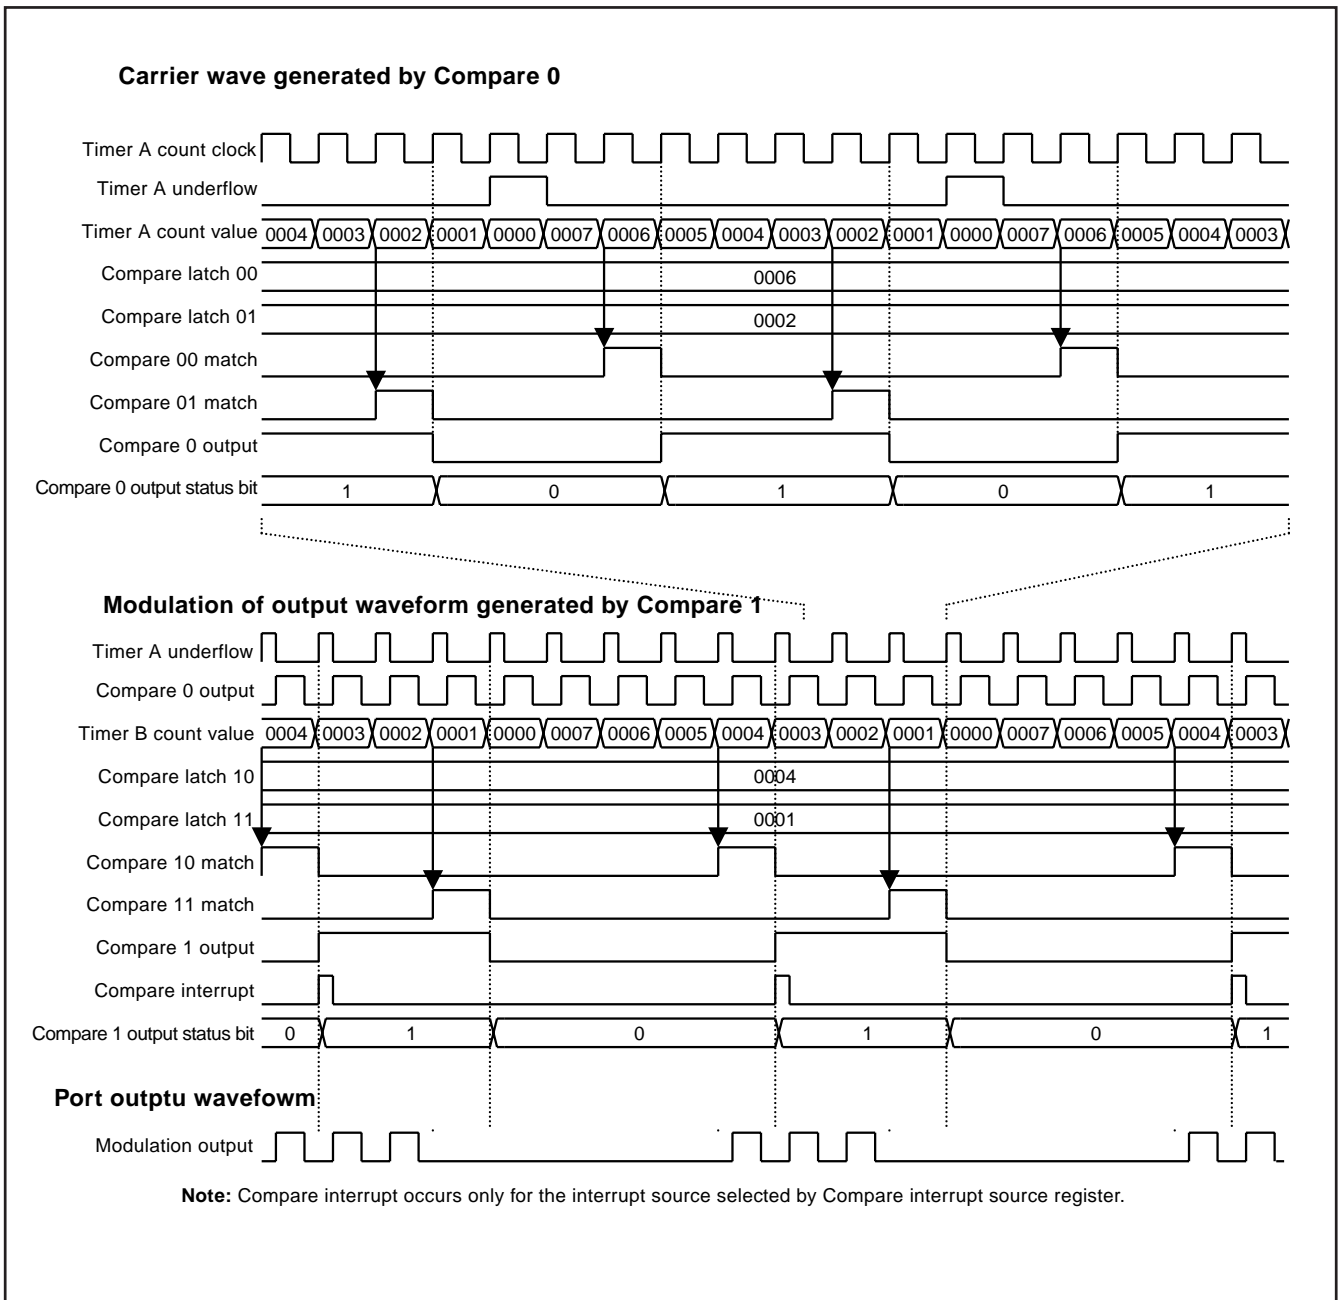 Carrier wave generated by Compare 0
Timer A count clock
Timer A underflow
Timer A count value 0004 0003 0002 0001 0000 0007 0006 0005 0004 0003 0002 0001 0000 0007 0006 0005 0004 0003
Compare latch 00 0006
Compare latch 01 0002
Compare 00 match
Compare 01 match
Compare 0 output
Compare 0 output status bit 1 0 1 0 1
Modulation of output waveform generated by Compare 1
Timer A underflow
Compare 0 output
Timer B count value 0004 0003 0002 0001 0000 0007 0006 0005 0004 0003 0002 0001 0000 0007 0006 0005 0004 0003
Compare latch 10 0004
Compare latch 11 0001
Compare 10 match
Compare 11 match
Compare 1 output
Compare interrupt
Compare 1 output status bit 0 1 0 1 0 1
Port outptu wavefowm
Modulation output
Note: Compare interrupt occurs only for the interrupt source selected by Compare interrupt source register.